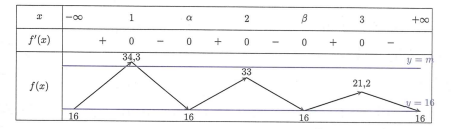 x −∞ 1 α 2 β 3 +∞
f′(x) + 0 − 0 + 0 − 0 + 0 −
34,3 y = m
33
f(x) 21,2
y = 16
16 16 16 16